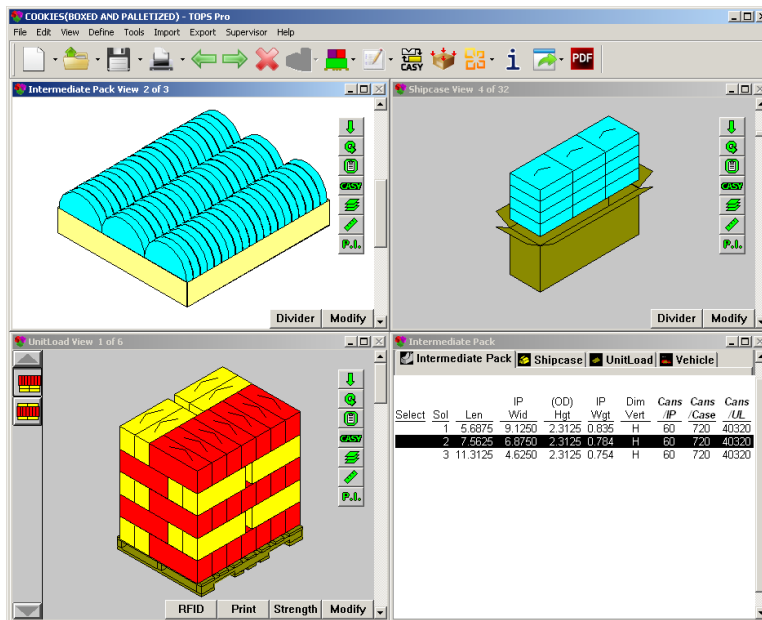 COOKIES(BOXED AND PALLETIZED) - TOPS Pro
File Edit View Define Tools Import Export Supervisor Help
CASY
i
PDF
Intermediate Pack View 2 of 3
Shipcase View 4 of 32
CASY
P.I.
CASY
P.I.
Divider Modify
Divider Modify
UnitLoad View 1 of 6
Intermediate Pack
Intermediate Pack Shipcase UnitLoad Vehicle
IP (OD) IP Dim Cans Cans Cans
Select Sol Len Wid Hgt Wgt Vert /IP /Case /UL
1 5.6875 9.1250 2.3125 0.835 H 60 720 40320
2 7.5625 6.8750 2.3125 0.784 H 60 720 40320
3 11.3125 4.6250 2.3125 0.754 H 60 720 40320
CASY
P.I.
RFID Print Strength Modify